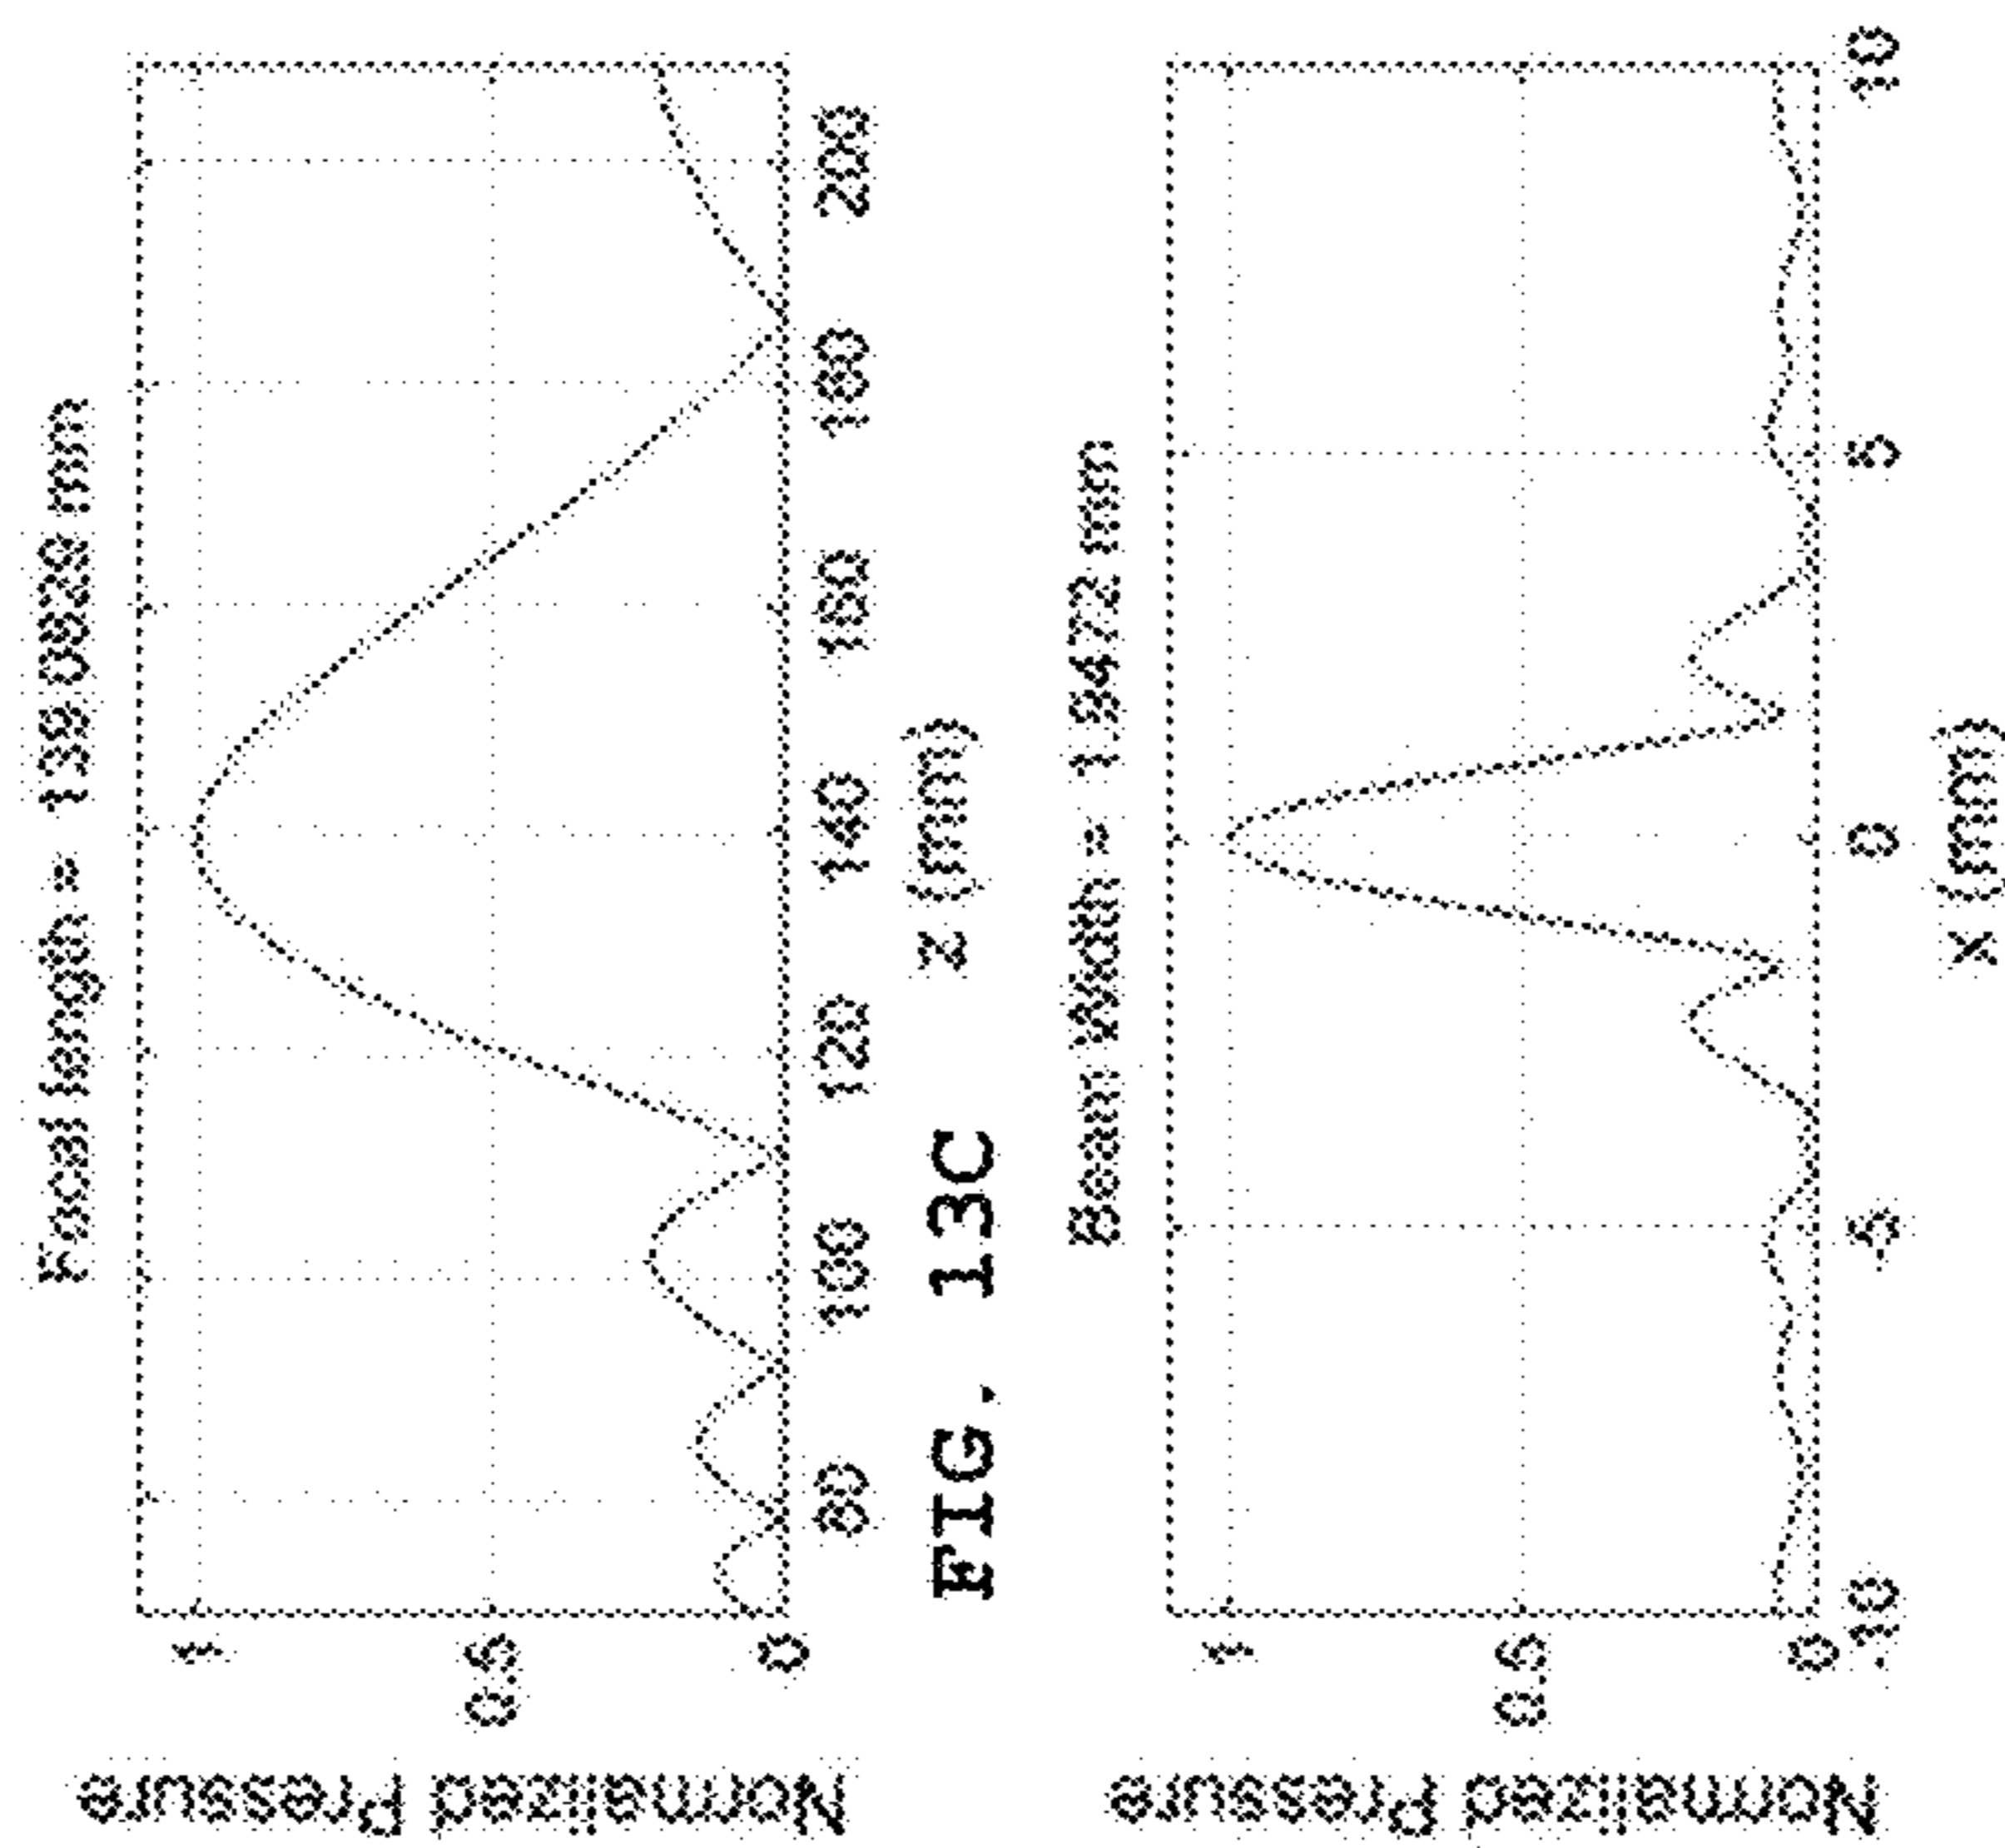 Focal length = 139.0828 mm
Normalized Pressure
1
0.5
0
80 100 120 140 160 180 200
z (mm)
FIG. 13C
Beam Width = 1.9472 mm
Normalized Pressure
1
0.5
0
-10 -5 0 5 10
x (mm)